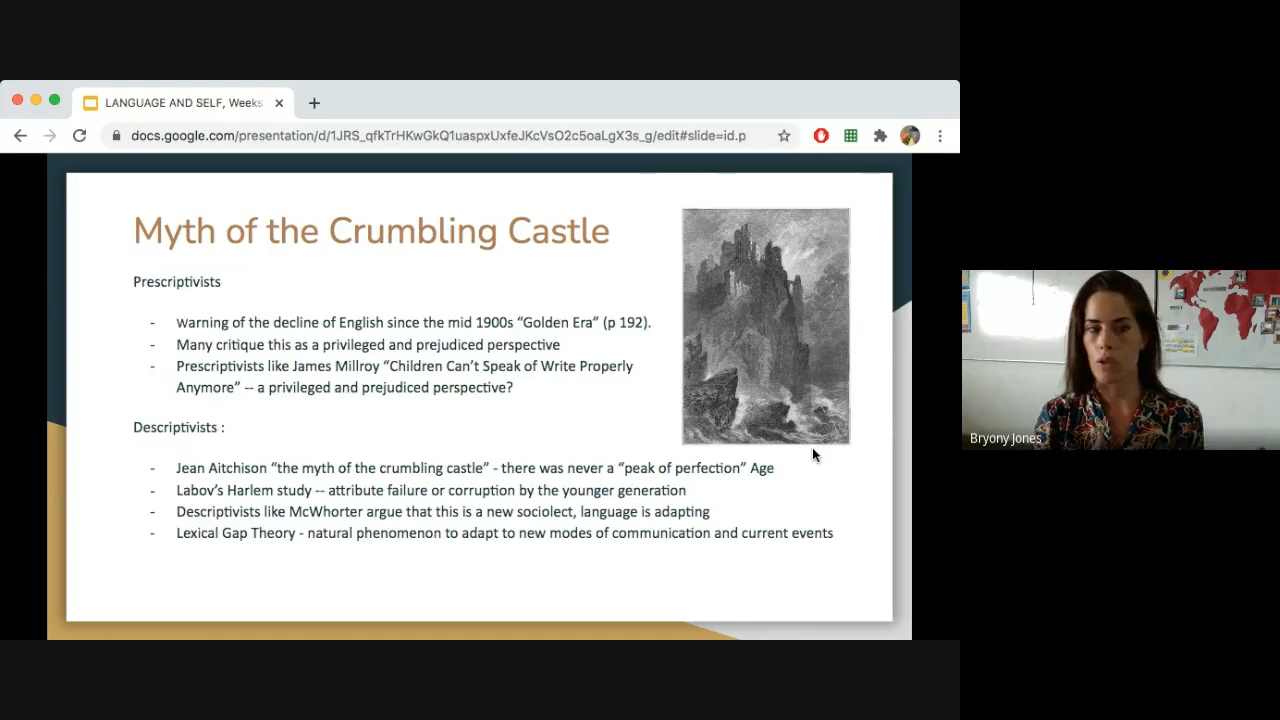 LANGUAGE AND SELF, Weeks
docs.google.com/presentation/d/1JRS_qfkTrHKwGkQ1uaspxUxfeJKcVsO2c5oaLgX3s_g/edit#slide=id.p
Myth of the Crumbling Castle
Prescriptivists
- Warning of the decline of English since the mid 1900s “Golden Era” (p 192).
- Many critique this as a privileged and prejudiced perspective
- Prescriptivists like James Millroy “Children Can’t Speak of Write Properly
Anymore” -- a privileged and prejudiced perspective?
Descriptivists :
- Jean Aitchison “the myth of the crumbling castle” - there was never a “peak of perfection” Age
- Labov’s Harlem study -- attribute failure or corruption by the younger generation
- Descriptivists like McWhorter argue that this is a new sociolect, language is adapting
- Lexical Gap Theory - natural phenomenon to adapt to new modes of communication and current events
Bryony Jones